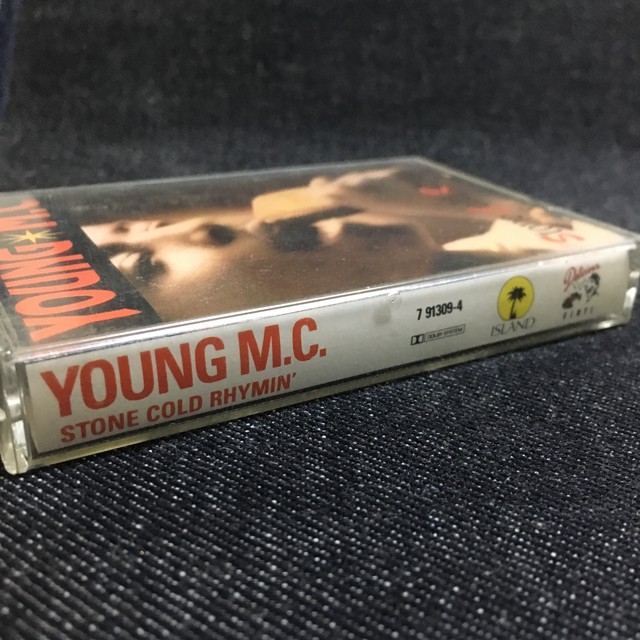 YOUNG M.C.
YOUNG M.C.
STONE COLD RHYMIN'
7 91309-4
DOLBY SYSTEM
ISLAND
Delicious
VINYL